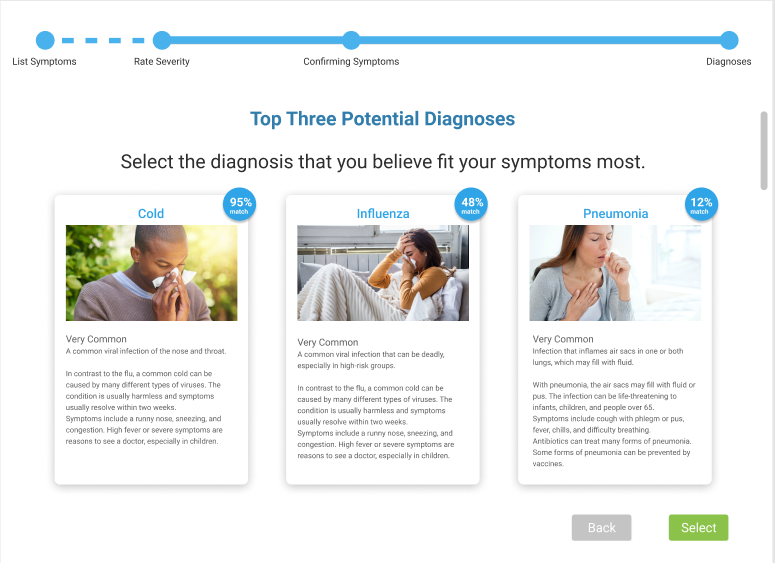 List Symptoms
Rate Severity
Confirming Symptoms
Diagnoses
Top Three Potential Diagnoses
Select the diagnosis that you believe fit your symptoms most.
Cold
95%
match
Very Common
A common viral infection of the nose and throat.
In contrast to the flu, a common cold can be
caused by many different types of viruses. The
condition is usually harmless and symptoms
usually resolve within two weeks.
Symptoms include a runny nose, sneezing, and
congestion. High fever or severe symptoms are
reasons to see a doctor, especially in children.
Influenza
48%
match
Very Common
A common viral infection that can be deadly,
especially in high-risk groups.
In contrast to the flu, a common cold can be
caused by many different types of viruses. The
condition is usually harmless and symptoms
usually resolve within two weeks.
Symptoms include a runny nose, sneezing, and
congestion. High fever or severe symptoms are
reasons to see a doctor, especially in children.
Pneumonia
12%
match
Very Common
Infection that inflames air sacs in one or both
lungs, which may fill with fluid.
With pneumonia, the air sacs may fill with fluid or
pus. The infection can be life-threatening to
infants, children, and people over 65.
Symptoms include cough with phlegm or pus,
fever, chills, and difficulty breathing.
Antibiotics can treat many forms of pneumonia.
Some forms of pneumonia can be prevented by
vaccines.
Back
Select